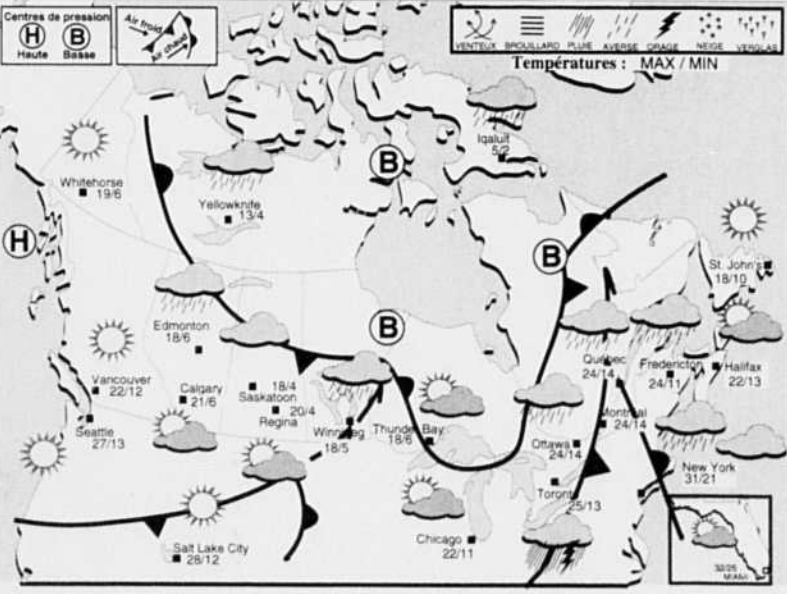 Centres de pression
H
B
Haute
Basse
Air froid
Air chaud
VENTEUX BROUILLARD PLUIE AVERSE ORAGE NEIGE VERGLAS
Températures : MAX / MIN
Iqaluit
5/2
B
Whitehorse
19/6
Yellowknife
13/4
H
B
St. John's
18/10
B
Edmonton
18/6
Québec
24/14
Fredericton
24/11
Halifax
22/13
Vancouver
22/12
Calgary
21/6
18/4
Saskatoon
20/4
Regina
Winnipeg
18/5
Thunder Bay
18/6
Montréal
24/14
Seattle
27/13
Ottawa
24/14
New York
31/21
Toronto
25/13
Chicago
22/11
Salt Lake City
28/12
32/25
MIAMI